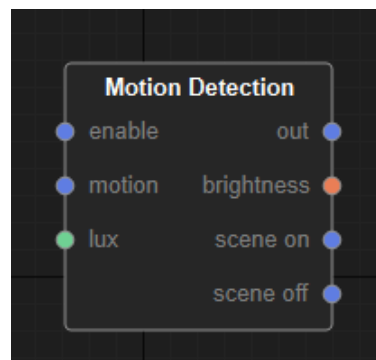 Motion Detection
enable out
motion brightness
lux scene on
scene off